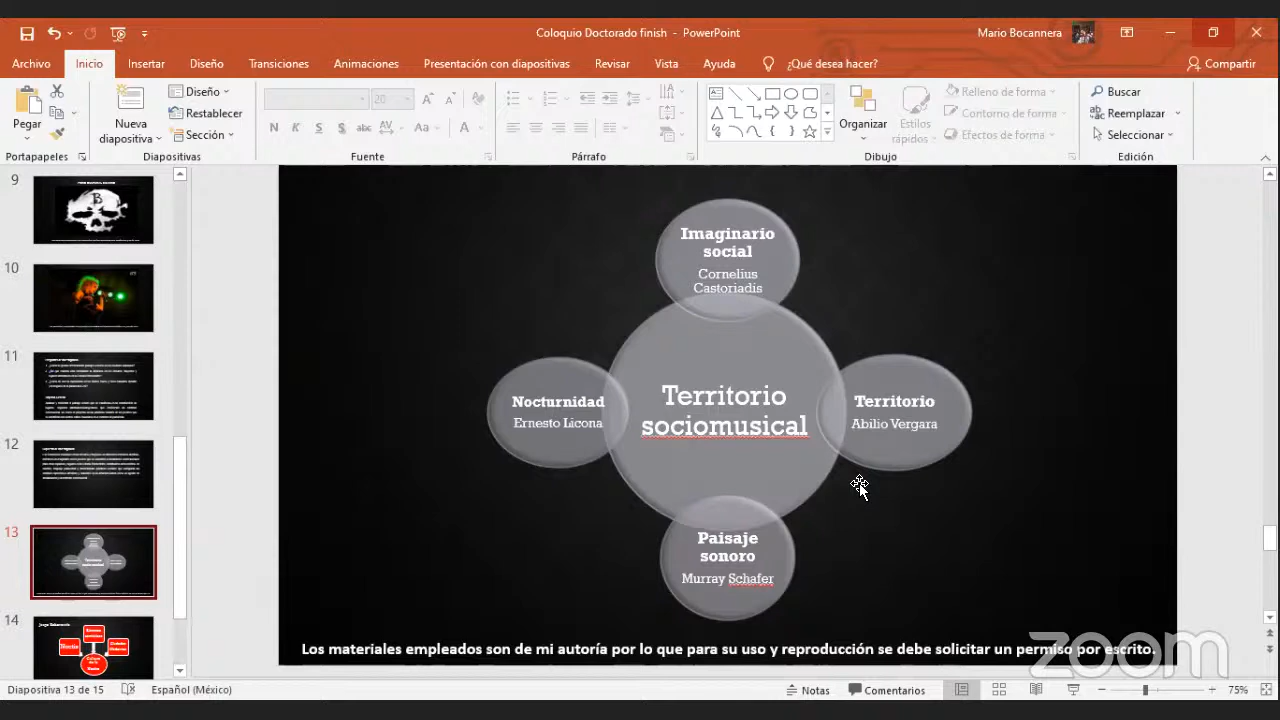 Coloquio Doctorado finish - PowerPoint
Mario Bocannera
Archivo Inicio Insertar Diseño Transiciones Animaciones Presentación con diapositivas Revisar Vista Ayuda ¿Qué desea hacer? Compartir
Pegar
Nueva diapositiva
Diseño
Restablecer
Sección
20
N K S S abc AV Aa A
Organizar
Estilos rápidos
Relleno de forma
Contorno de forma
Efectos de forma
Buscar
Reemplazar
Seleccionar
Portapapeles Diapositivas Fuente Párrafo Dibujo Edición
9
10
11
12
13
14
Imaginario
social
Cornelius
Castoriadis
Nocturnidad
Ernesto Licona
Territorio
sociomusical
Territorio
Abilio Vergara
Paisaje
sonoro
Murray Schafer
Los materiales empleados son de mi autoría por lo que para su uso y reproducción se debe solicitar un permiso por escrito.
zoom
Diapositiva 13 de 15 Español (México) Notas Comentarios 75%